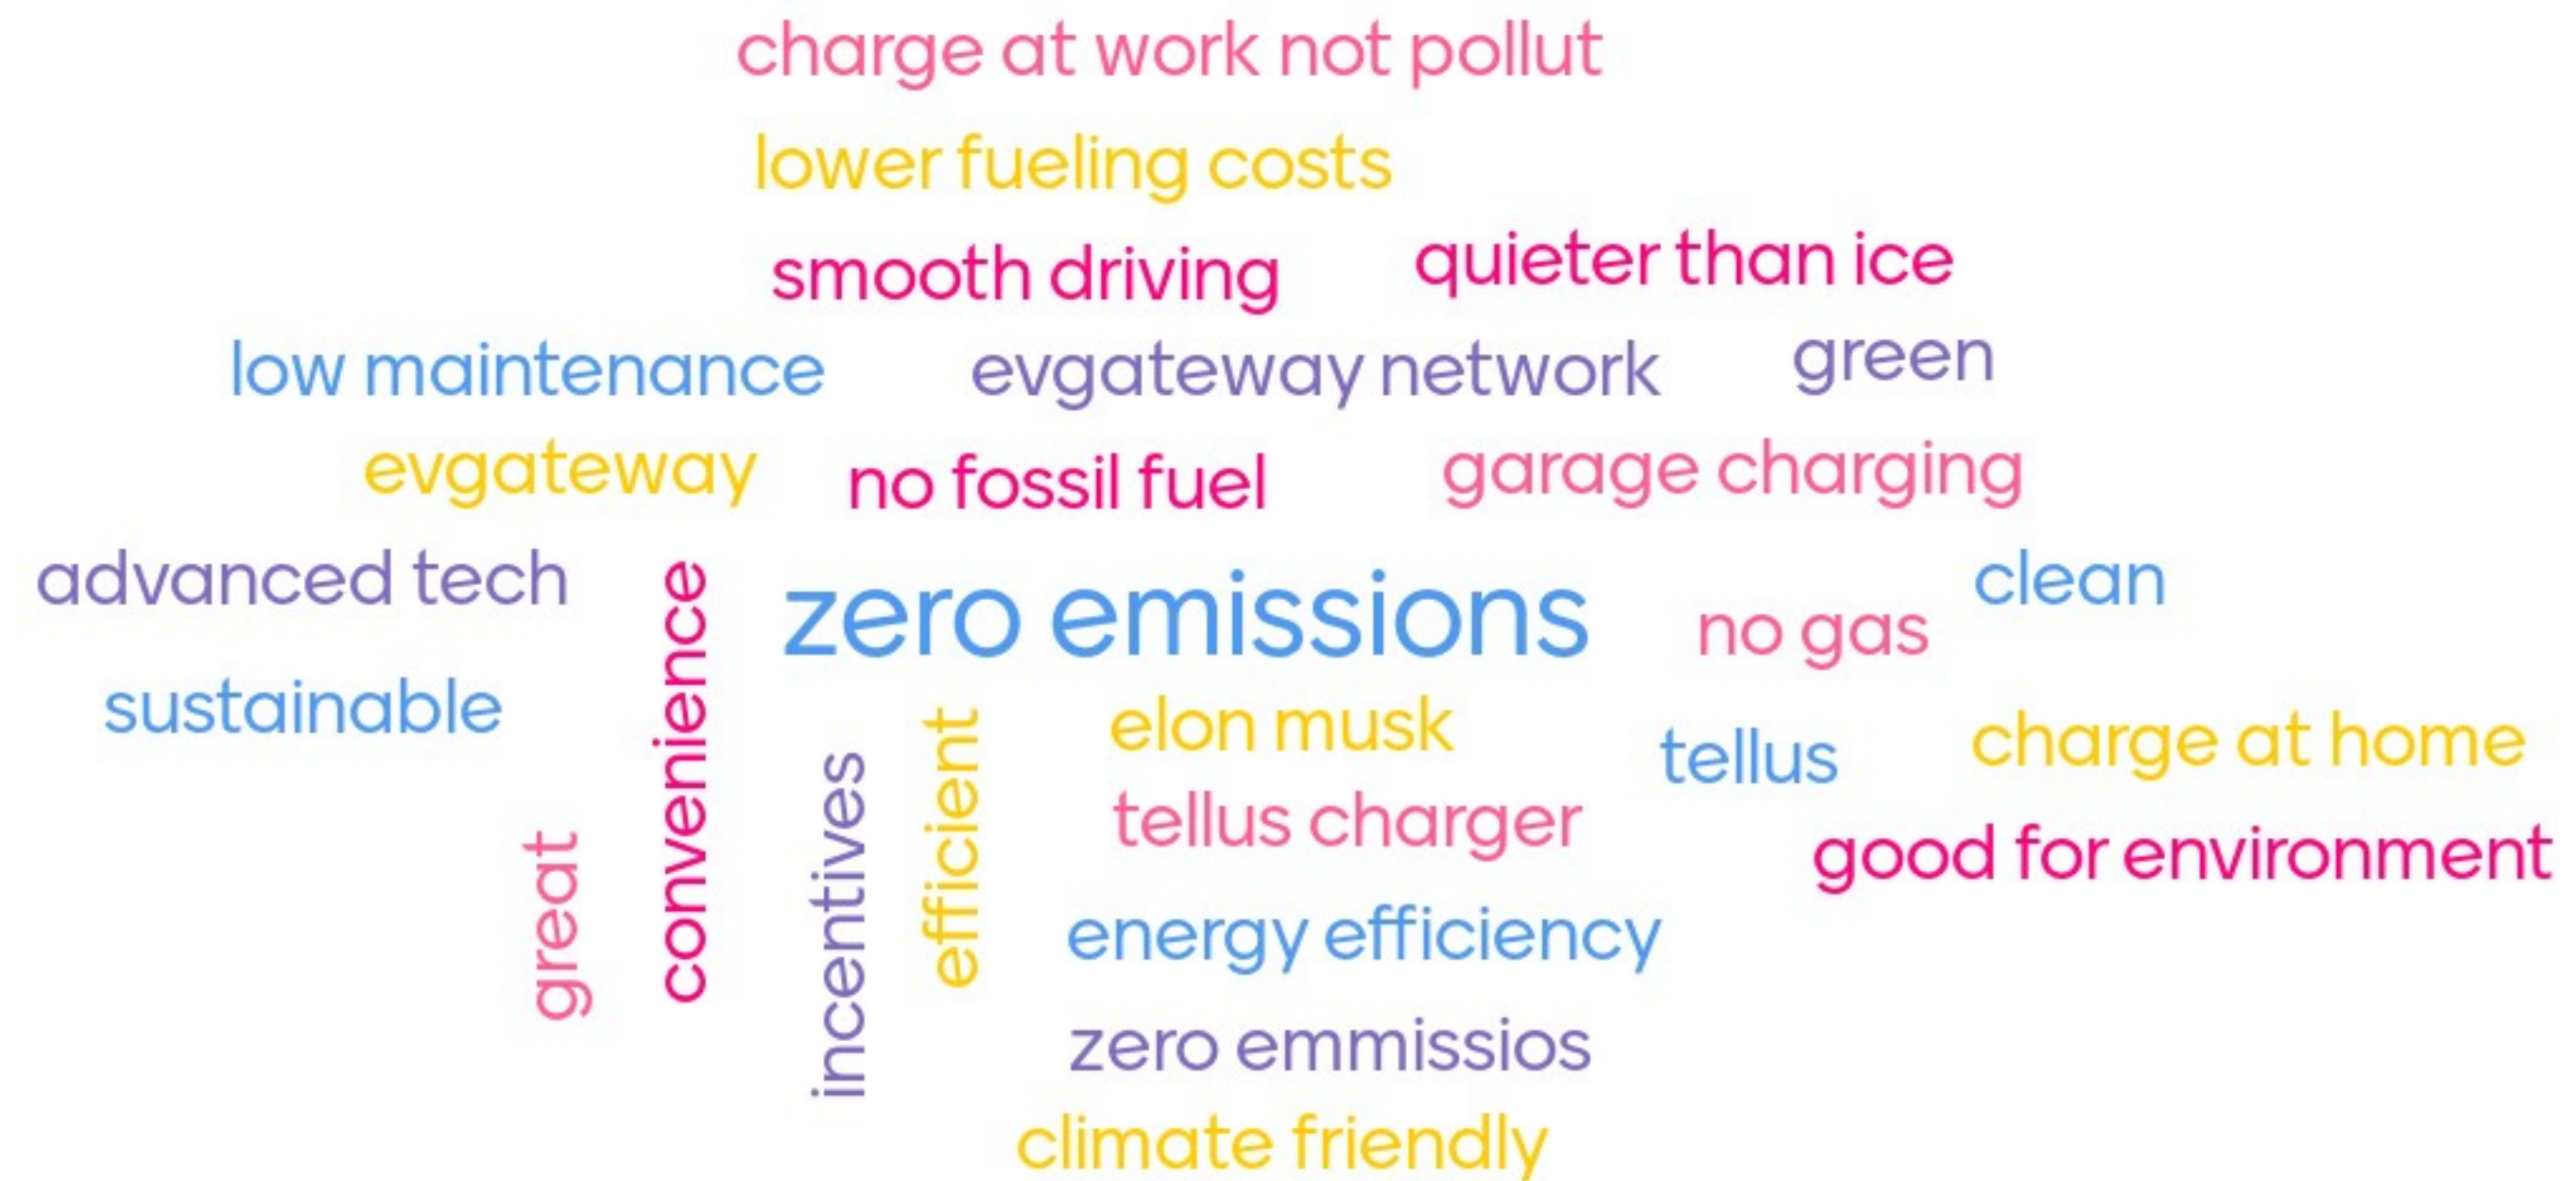 charge at work not pollut
lower fueling costs
smooth driving
quieter than ice
low maintenance
evgateway network
green
evgateway
no fossil fuel
garage charging
advanced tech
convenience
zero emissions
no gas
clean
sustainable
great
incentives
efficient
elon musk
tellus
charge at home
tellus charger
good for environment
energy efficiency
zero emmissios
climate friendly